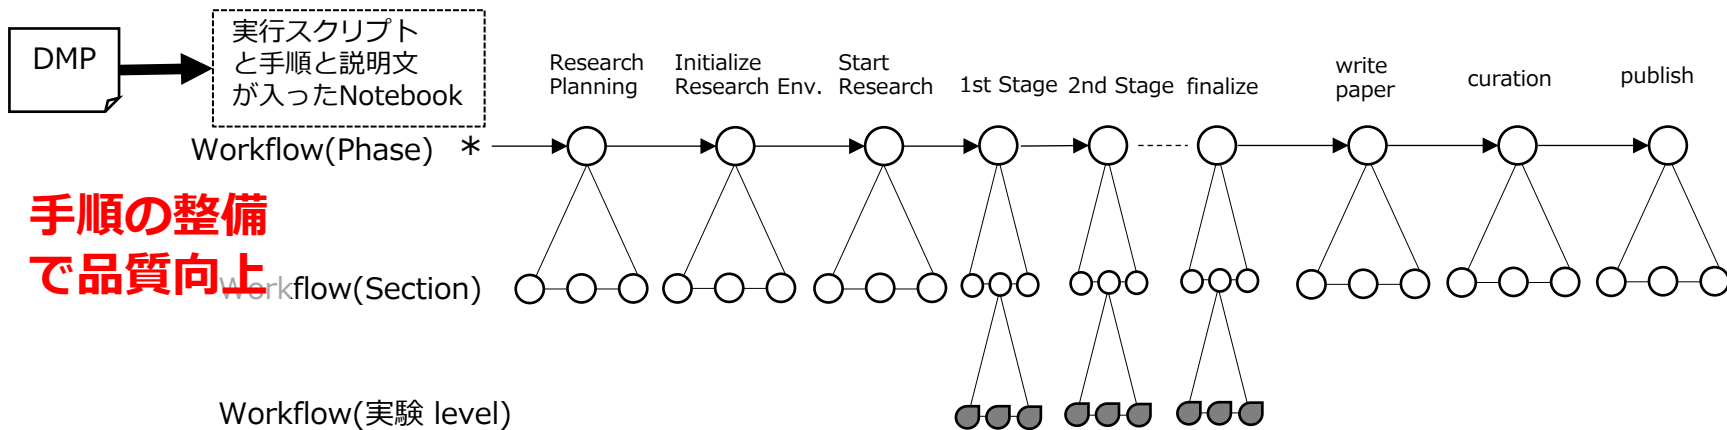 DMP
実行スクリプト
と手順と説明文
が入ったNotebook
Research
Planning
Initialize
Research Env.
Start
Research
1st Stage
2nd Stage
finalize
write
paper
curation
publish
Workflow(Phase) *
手順の整備
で品質向上
Workflow(Section)
Workflow(実験 level)